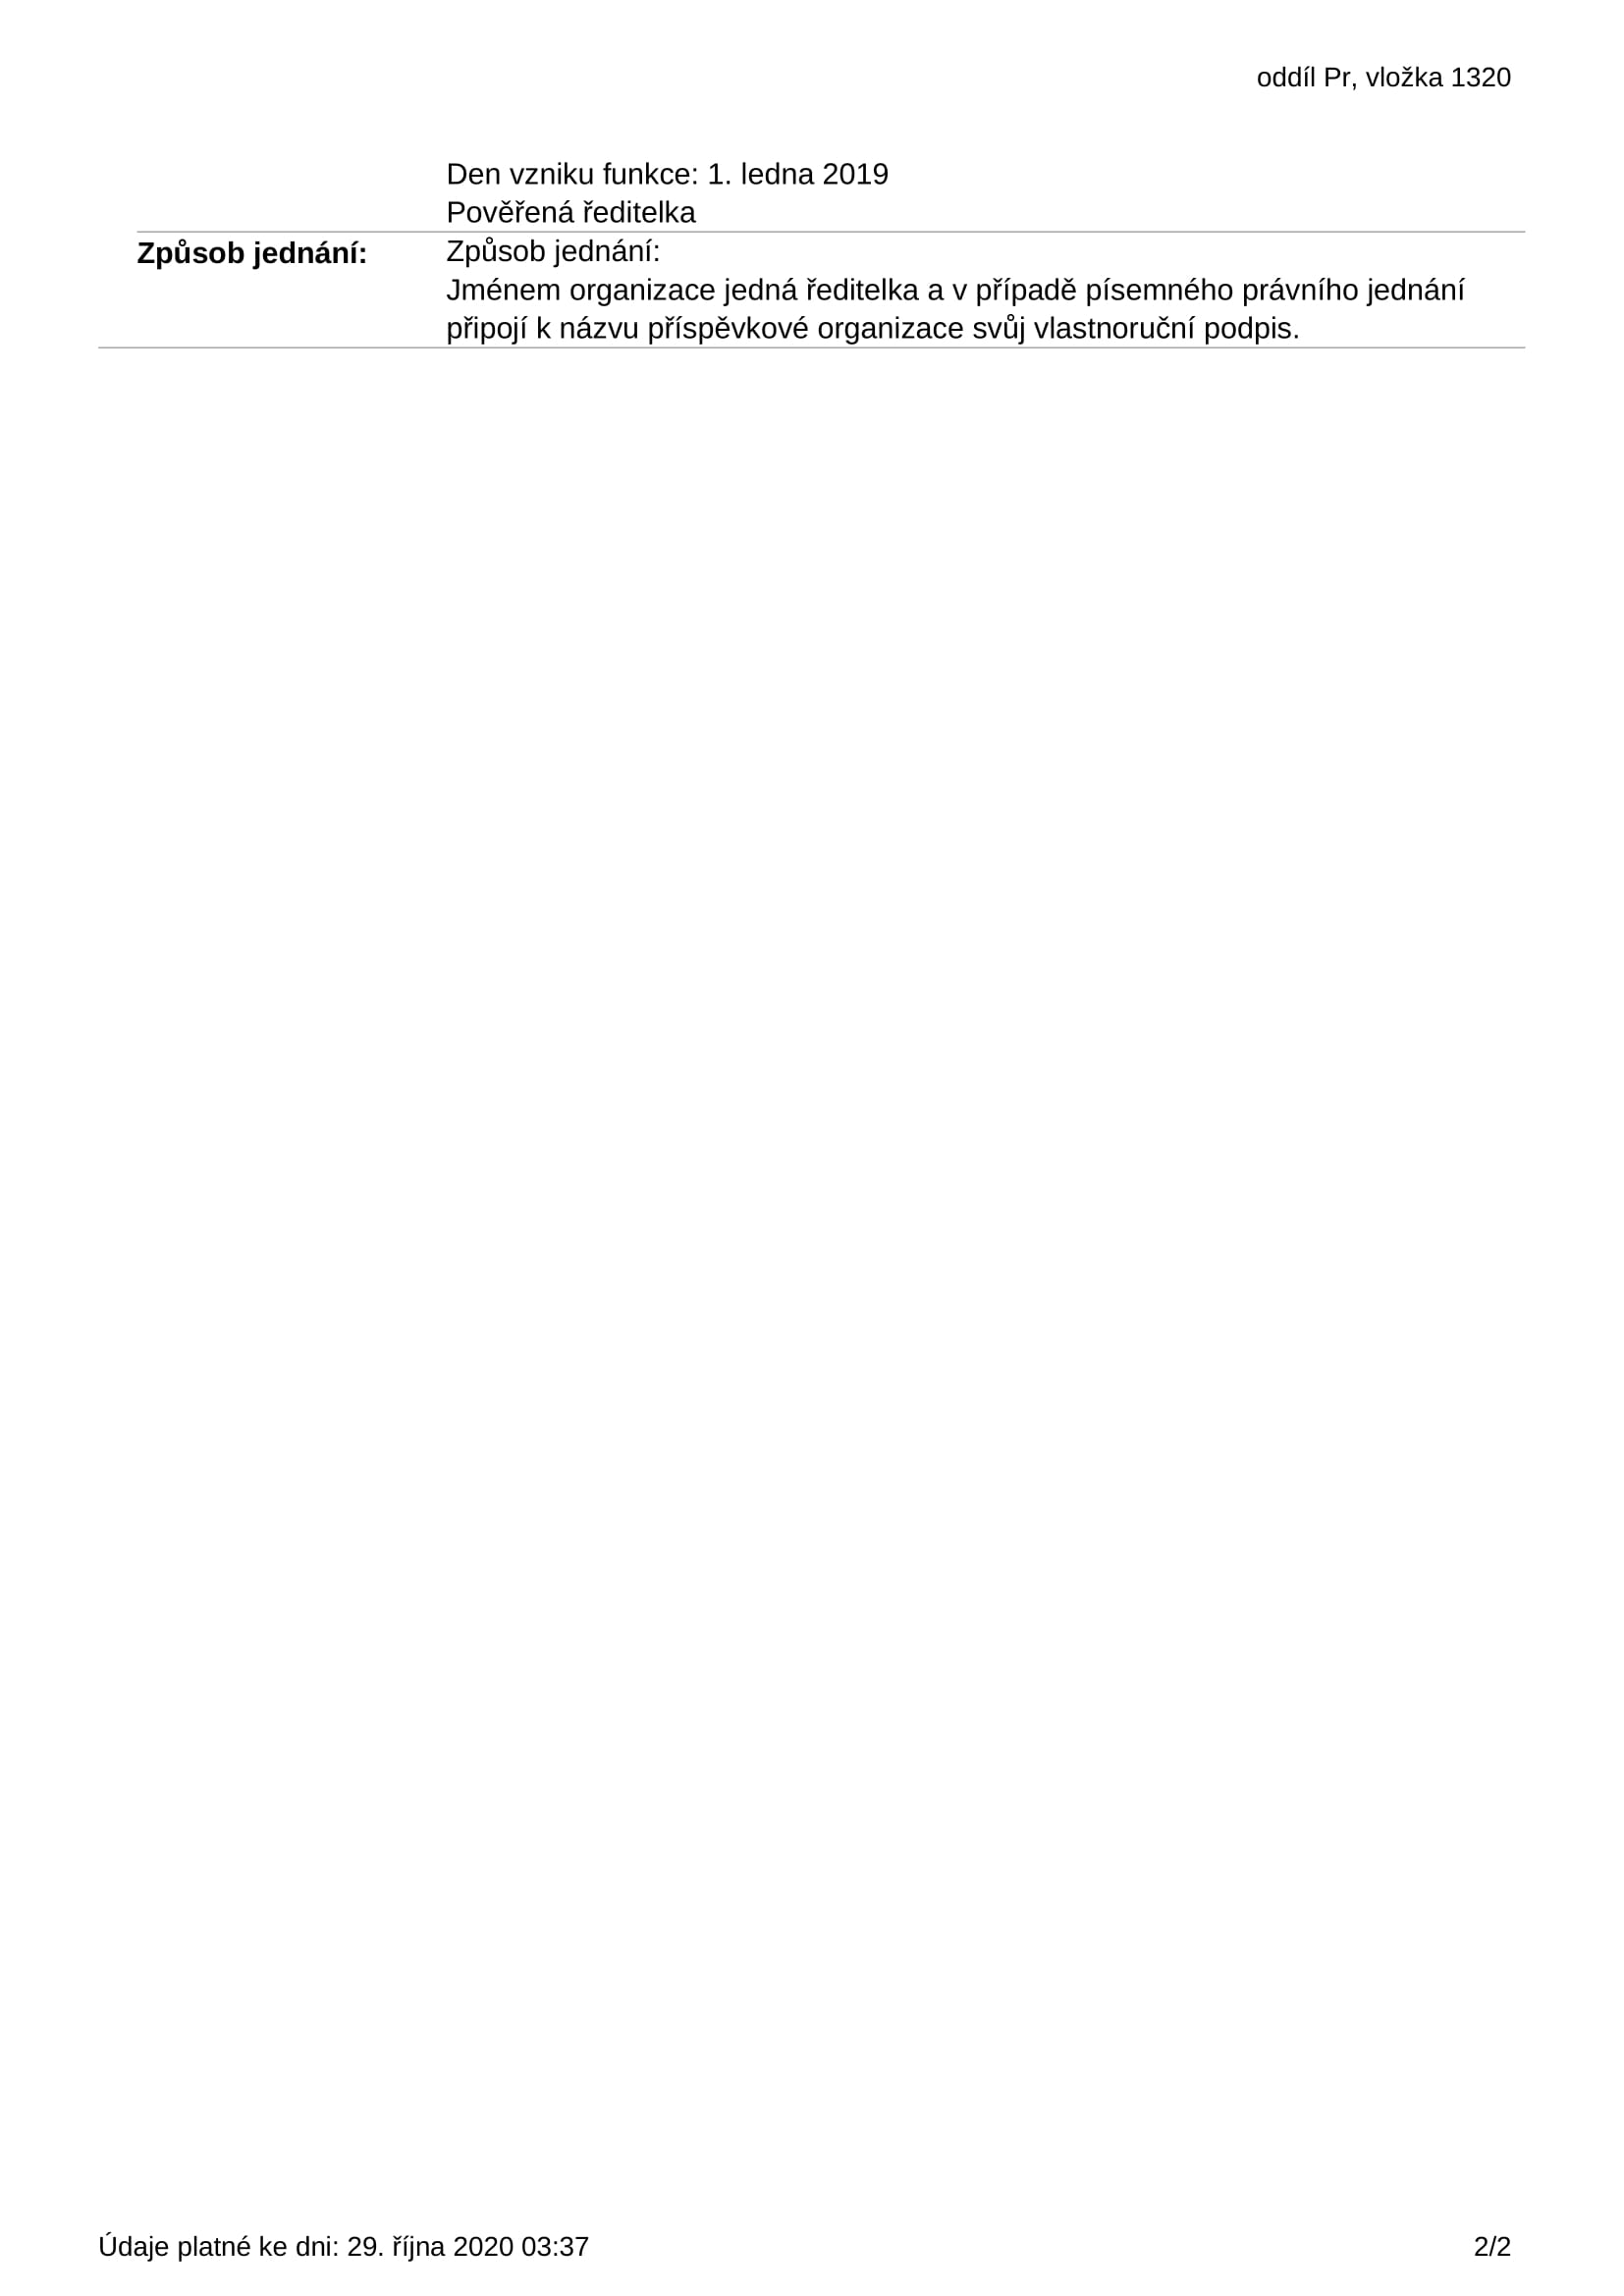 oddíl Pr, vložka 1320
Den vzniku funkce: 1. ledna 2019
Pověřená ředitelka
Způsob jednání: Způsob jednání:
Jménem organizace jedná ředitelka a v případě písemného právního jednání
připojí k názvu příspěvkové organizace svůj vlastnoruční podpis.
Údaje platné ke dni: 29. října 2020 03:37 2/2